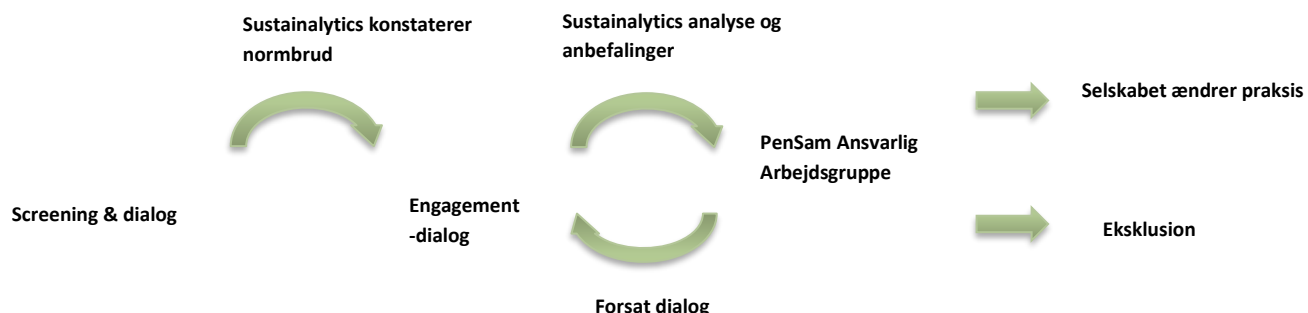 Sustainalytics konstaterer
normbrud
Sustainalytics analyse og
anbefalinger
Selskabet ændrer praksis
PenSam Ansvarlig
Arbejdsgruppe
Screening & dialog
Engagement
-dialog
Eksklusion
Forsat dialog